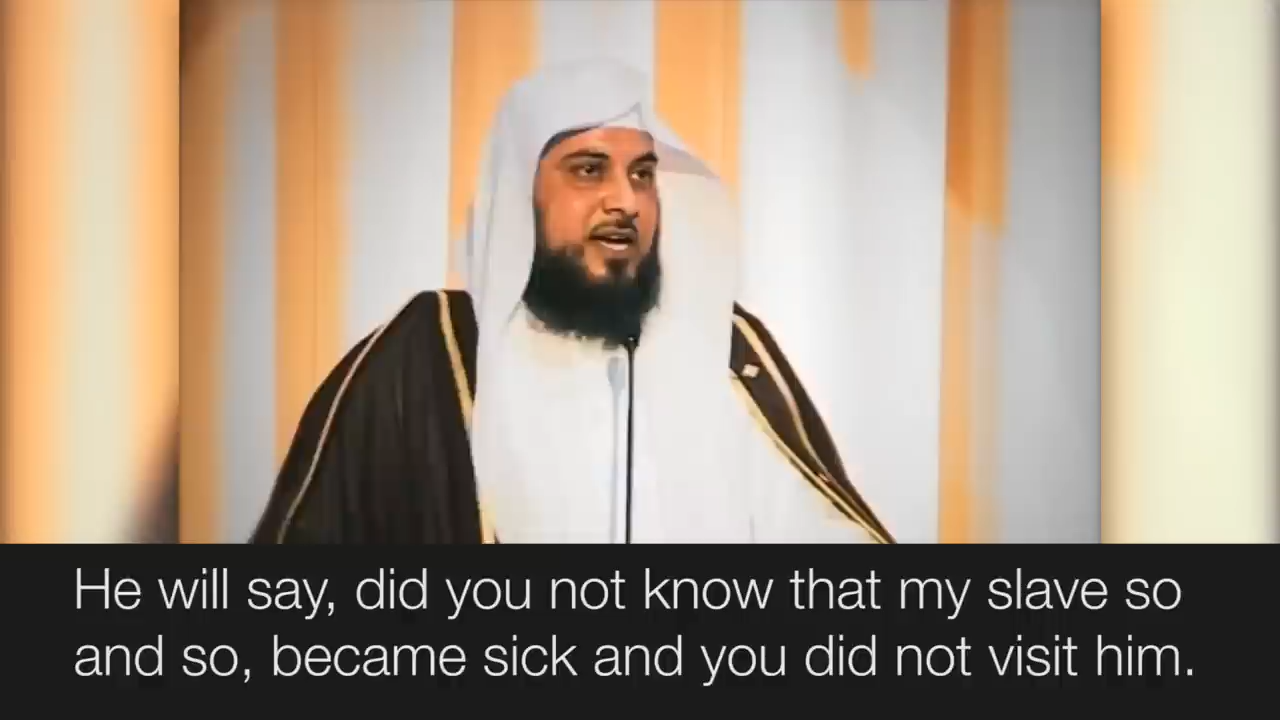 He will say, did you not know that my slave so
and so, became sick and you did not visit him.